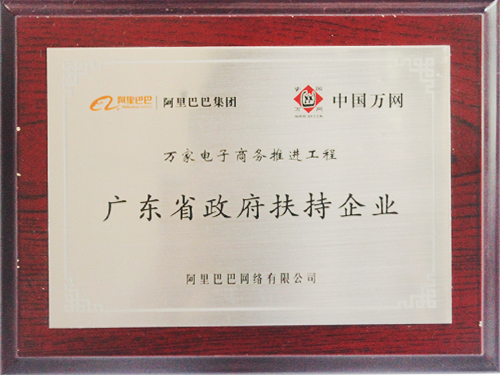 阿里巴巴 阿里巴巴集团 中国万网
万家电子商务推进工程
广东省政府扶持企业
阿里巴巴网络有限公司